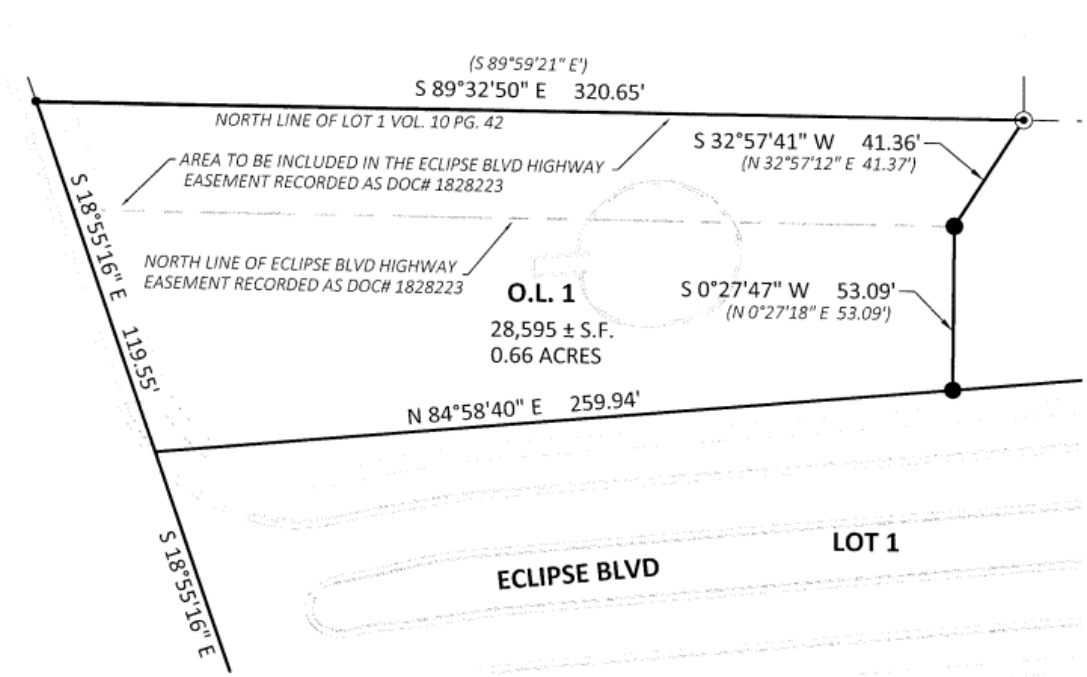 (S 89°59'21" E')
S 89°32'50" E 320.65'
NORTH LINE OF LOT 1 VOL. 10 PG. 42
S 32°57'41" W 41.36'
(N 32°57'12" E 41.37')
AREA TO BE INCLUDED IN THE ECLIPSE BLVD HIGHWAY
EASEMENT RECORDED AS DOC# 1828223
S 18°55'16" E 119.55'
NORTH LINE OF ECLIPSE BLVD HIGHWAY
EASEMENT RECORDED AS DOC# 1828223
O.L. 1
28,595 ± S.F.
0.66 ACRES
S 0°27'47" W 53.09'
(N 0°27'18" E 53.09')
N 84°58'40" E 259.94'
S 18°55'16" E
ECLIPSE BLVD
LOT 1